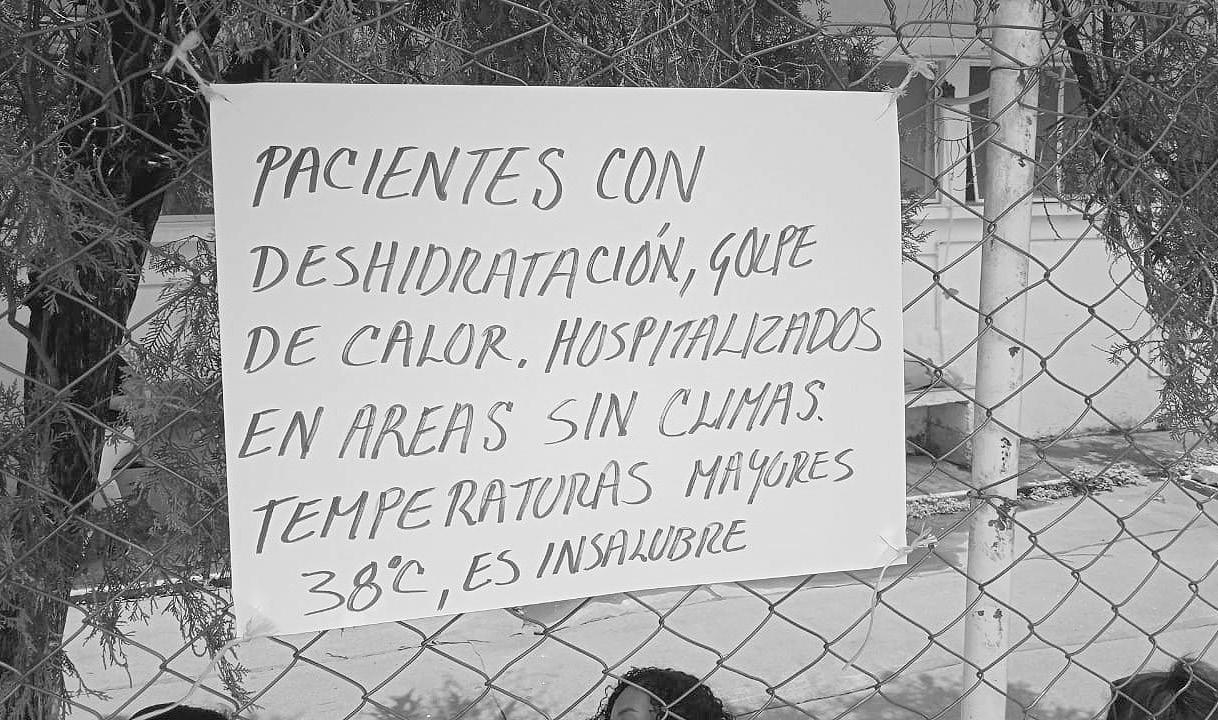 PACIENTES CON
DESHIDRATACIÓN, GOLPE
DE CALOR. HOSPITALIZADOS
EN AREAS SIN CLIMAS.
TEMPERATURAS MAYORES
38°C, ES INSALUBRE